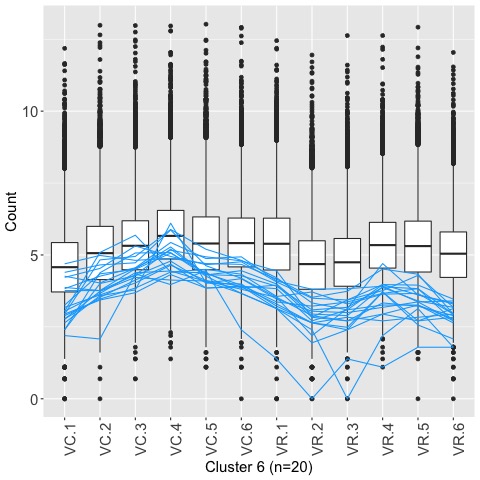 10
5
0
Count
VC.1
VC.2
VC.3
VC.4
VC.5
VC.6
VR.1
VR.2
VR.3
VR.4
VR.5
VR.6
Cluster 6 (n=20)